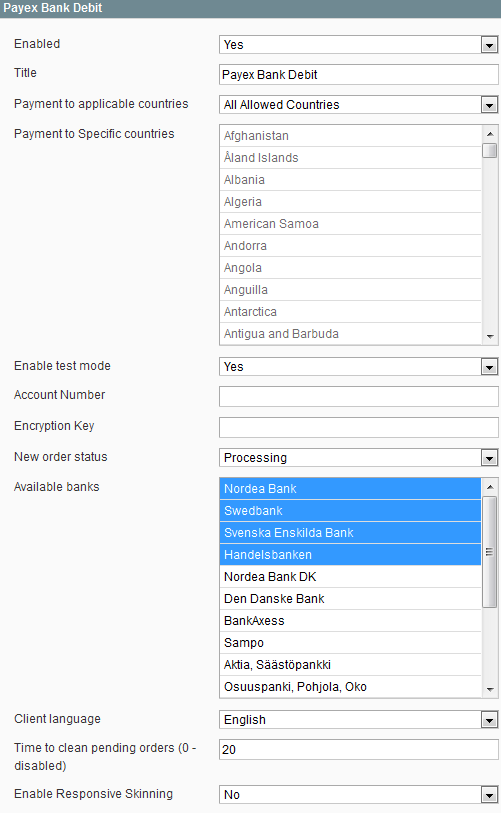 Payex Bank Debit
Enabled Yes
Title Payex Bank Debit
Payment to applicable countries All Allowed Countries
Payment to Specific countries Afghanistan
Åland Islands
Albania
Algeria
American Samoa
Andorra
Angola
Anguilla
Antarctica
Antigua and Barbuda
Enable test mode Yes
Account Number
Encryption Key
New order status Processing
Available banks Nordea Bank
Swedbank
Svenska Enskilda Bank
Handelsbanken
Nordea Bank DK
Den Danske Bank
BankAxess
Sampo
Aktia, Säästöpankki
Osuuspanki, Pohjola, Oko
Client language English
Time to clean pending orders (0 - 20
disabled)
Enable Responsive Skinning No